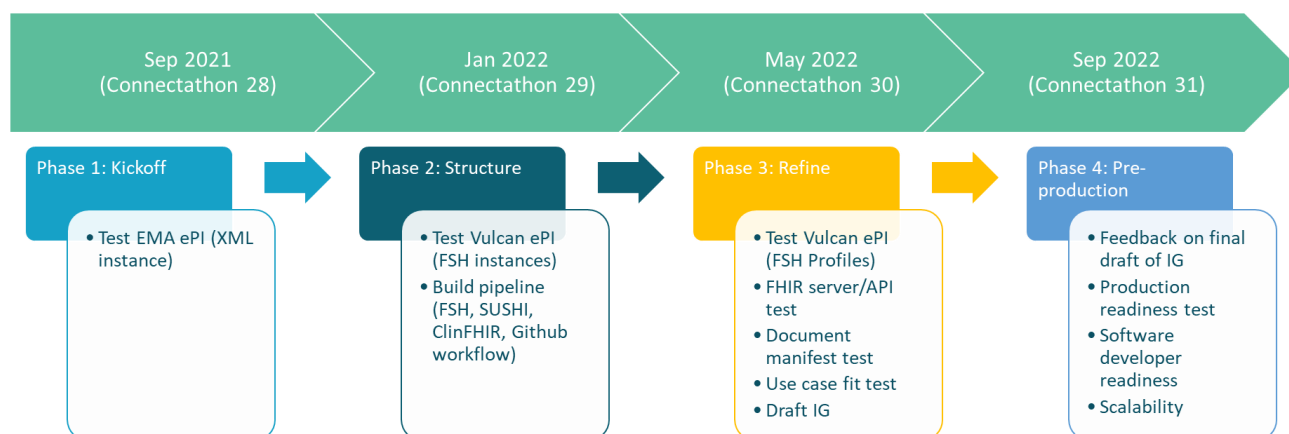 Sep 2021
(Connectathon 28)
Jan 2022
(Connectathon 29)
May 2022
(Connectathon 30)
Sep 2022
(Connectathon 31)
Phase 1: Kickoff
• Test EMA ePI (XML
instance)
Phase 2: Structure
• Test Vulcan ePI
(FSH instances)
• Build pipeline
(FSH, SUSHI,
ClinFHIR, Github
workflow)
Phase 3: Refine
• Test Vulcan ePI
(FSH Profiles)
• FHIR server/API
test
• Document
manifest test
• Use case fit test
• Draft IG
Phase 4: Pre-
production
• Feedback on final
draft of IG
• Production
readiness test
• Software
developer
readiness
• Scalability